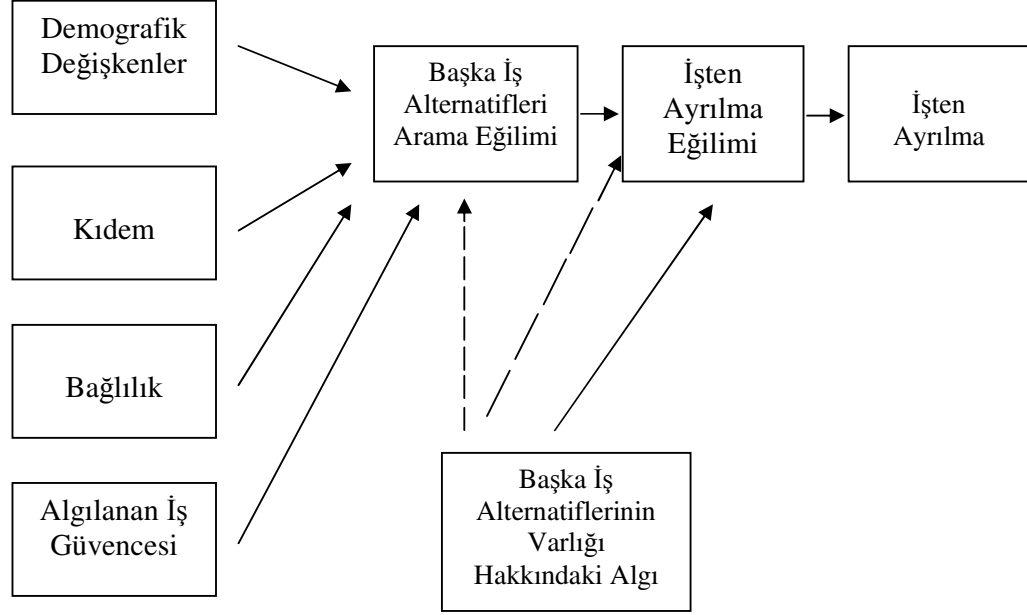 Demografik
Değişkenler
Başka İş
Alternatifleri
Arama Eğilimi
İşten
Ayrılma
Eğilimi
İşten
Ayrılma
Kıdem
Bağlılık
Algılanan İş
Güvencesi
Başka İş
Alternatiflerinin
Varlığı
Hakkındaki Algı